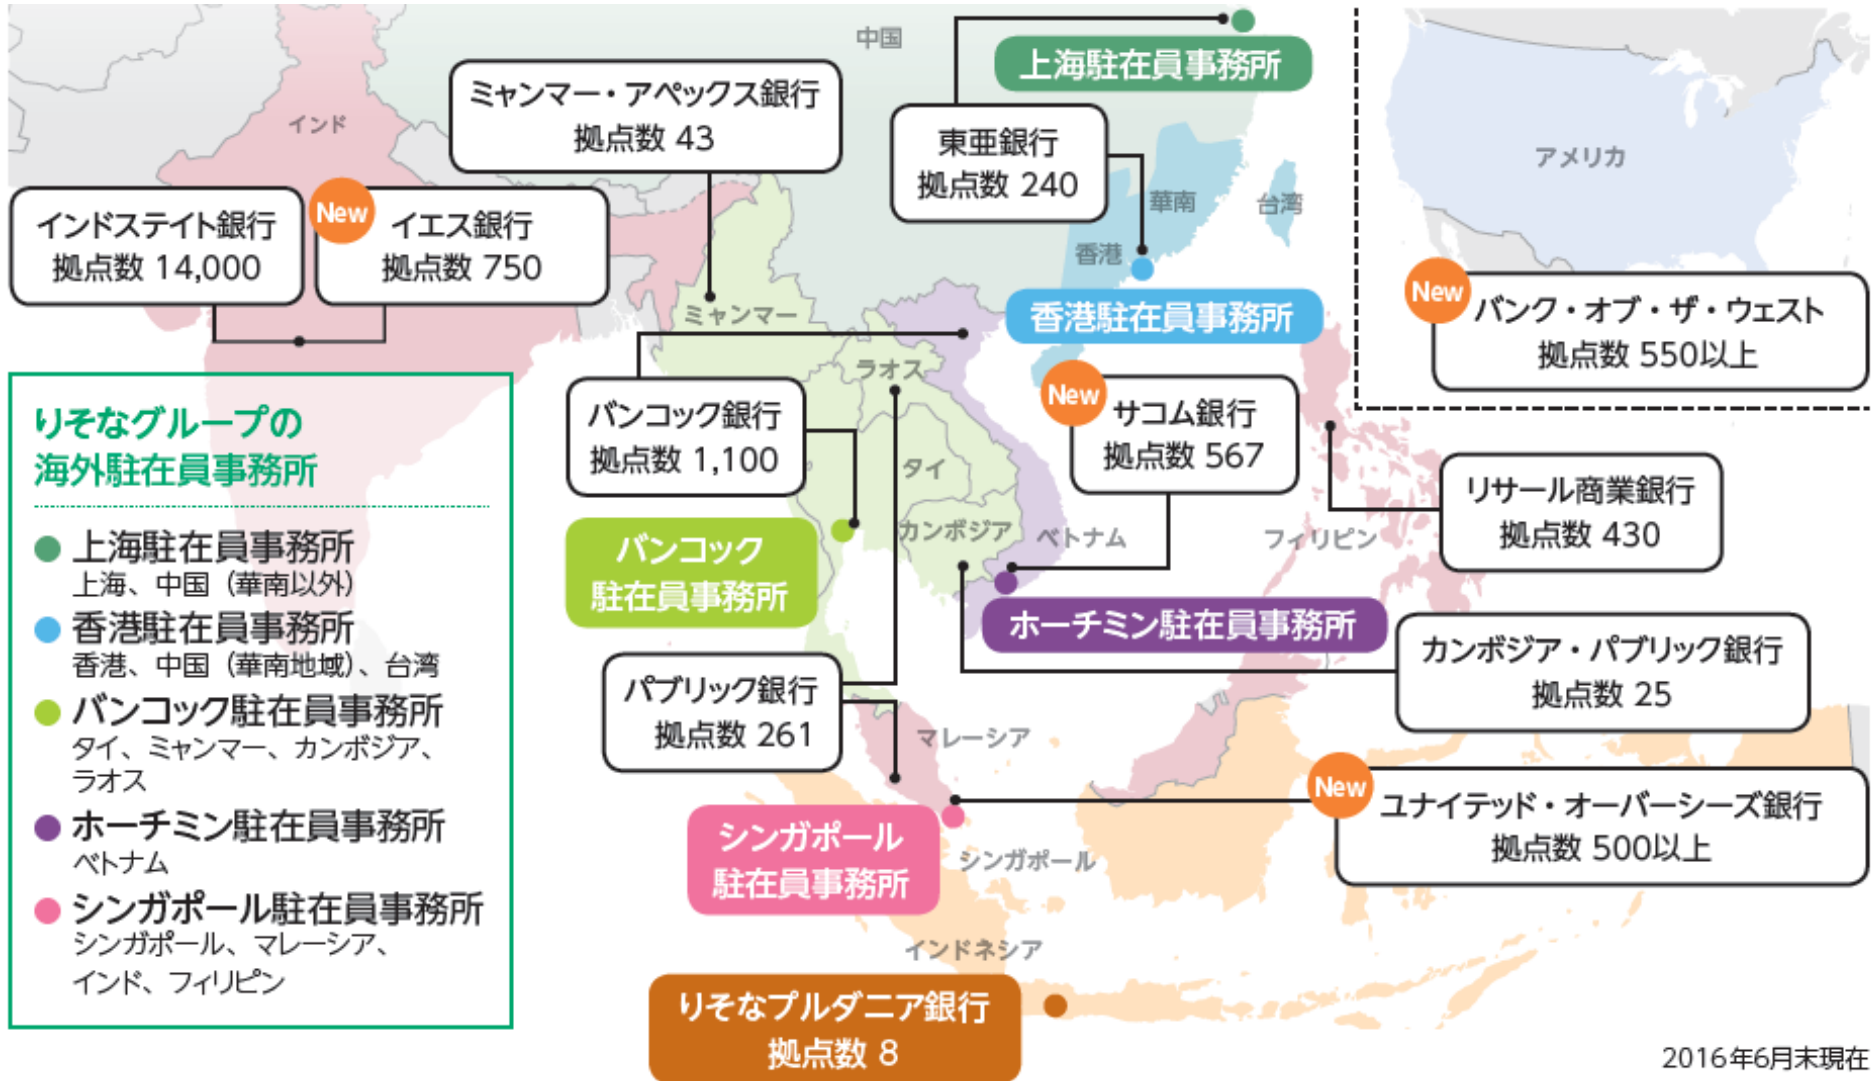 中国
上海駐在員事務所
ミャンマー・アペックス銀行
拠点数 43
インド
東亜銀行
拠点数 240
アメリカ
華南
台湾
香港
インドステイト銀行
拠点数 14,000
New
イエス銀行
拠点数 750
New
バンク・オブ・ザ・ウェスト
拠点数 550以上
ミャンマー
香港駐在員事務所
ラオス
バンコック銀行
拠点数 1,100
New
サコム銀行
拠点数 567
タイ
リサール商業銀行
拠点数 430
カンボジア
ベトナム
フィリピン
バンコック
駐在員事務所
ホーチミン駐在員事務所
カンボジア・パブリック銀行
拠点数 25
パブリック銀行
拠点数 261
マレーシア
New
ユナイテッド・オーバーシーズ銀行
拠点数 500以上
シンガポール
駐在員事務所
シンガポール
インドネシア
りそなプルダニア銀行
拠点数 8
りそなグループの
海外駐在員事務所
上海駐在員事務所
上海、中国（華南以外）
香港駐在員事務所
香港、中国（華南地域）、台湾
バンコック駐在員事務所
タイ、ミャンマー、カンボジア、
ラオス
ホーチミン駐在員事務所
ベトナム
シンガポール駐在員事務所
シンガポール、マレーシア、
インド、フィリピン
2016年6月末現在